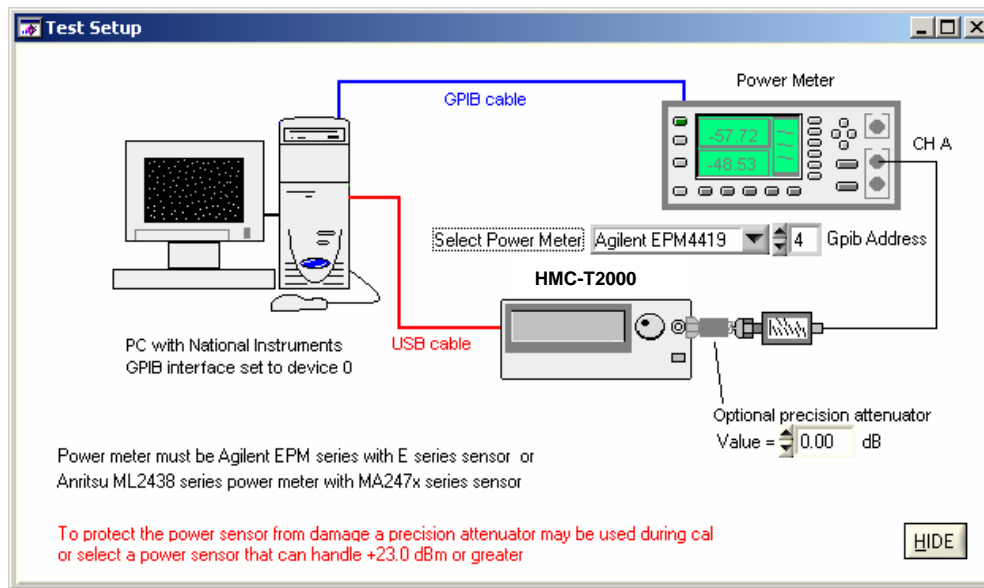 Test Setup
Power Meter
GPIB cable
-57.72
-48.53
CH A
Select Power Meter Agilent EPM4419 4 Gpib Address
HMC-T2000
USB cable
PC with National Instruments
GPIB interface set to device 0
Optional precision attenuator
Value = 0.00 dB
Power meter must be Agilent EPM series with E series sensor or
Anritsu ML2438 series power meter with MA247x series sensor
To protect the power sensor from damage a precision attenuator may be used during cal
or select a power sensor that can handle +23.0 dBm or greater
HIDE